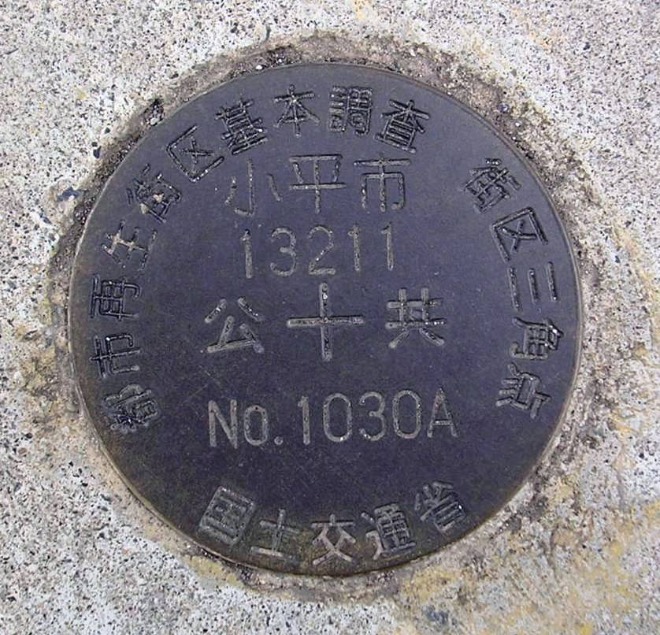 都市再生街区基本調査 街区三角点
小平市
13211
公十共
No.1030A
国土交通省